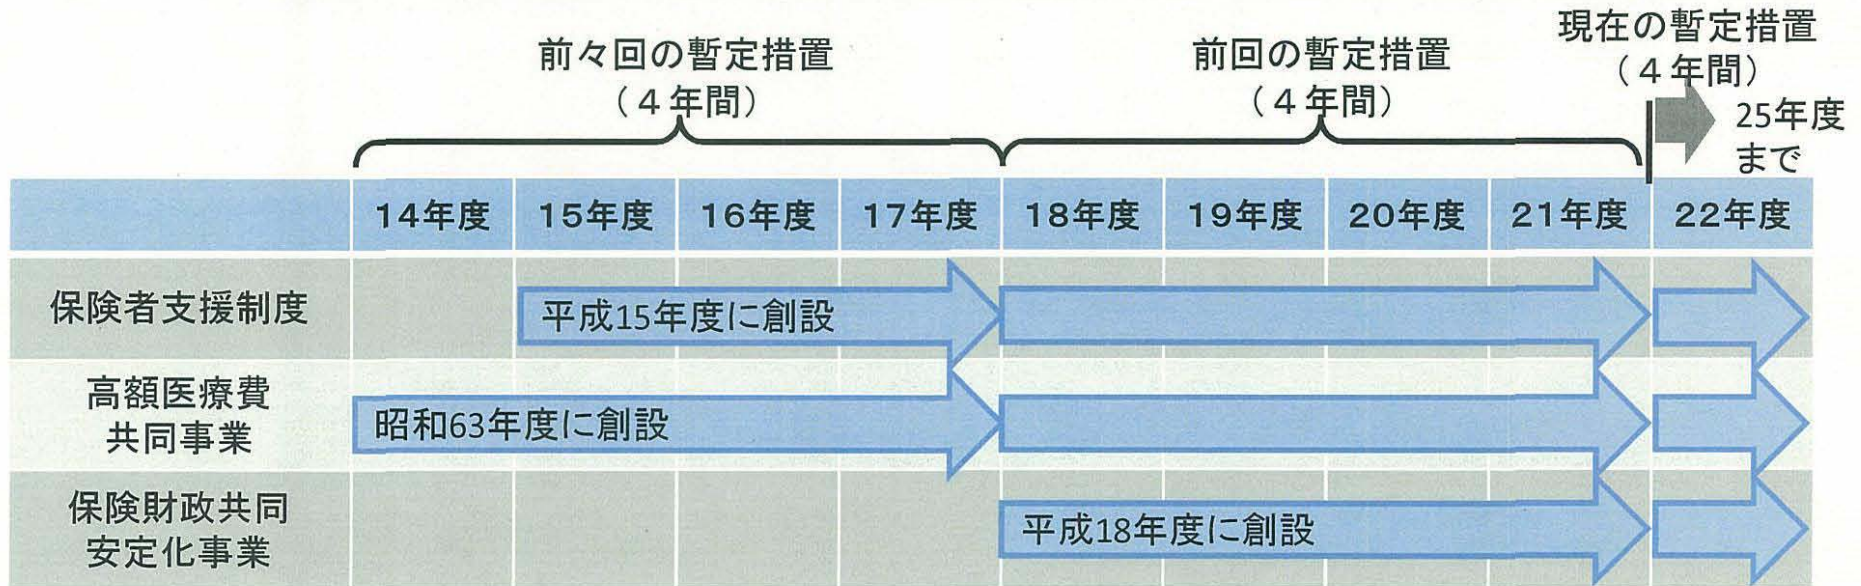 前々回の暫定措置
（４年間）
前回の暫定措置
（４年間）
現在の暫定措置
（４年間）
25年度
まで
14年度 15年度 16年度 17年度 18年度 19年度 20年度 21年度 22年度
保険者支援制度
平成15年度に創設
高額医療費
共同事業
昭和63年度に創設
保険財政共同
安定化事業
平成18年度に創設